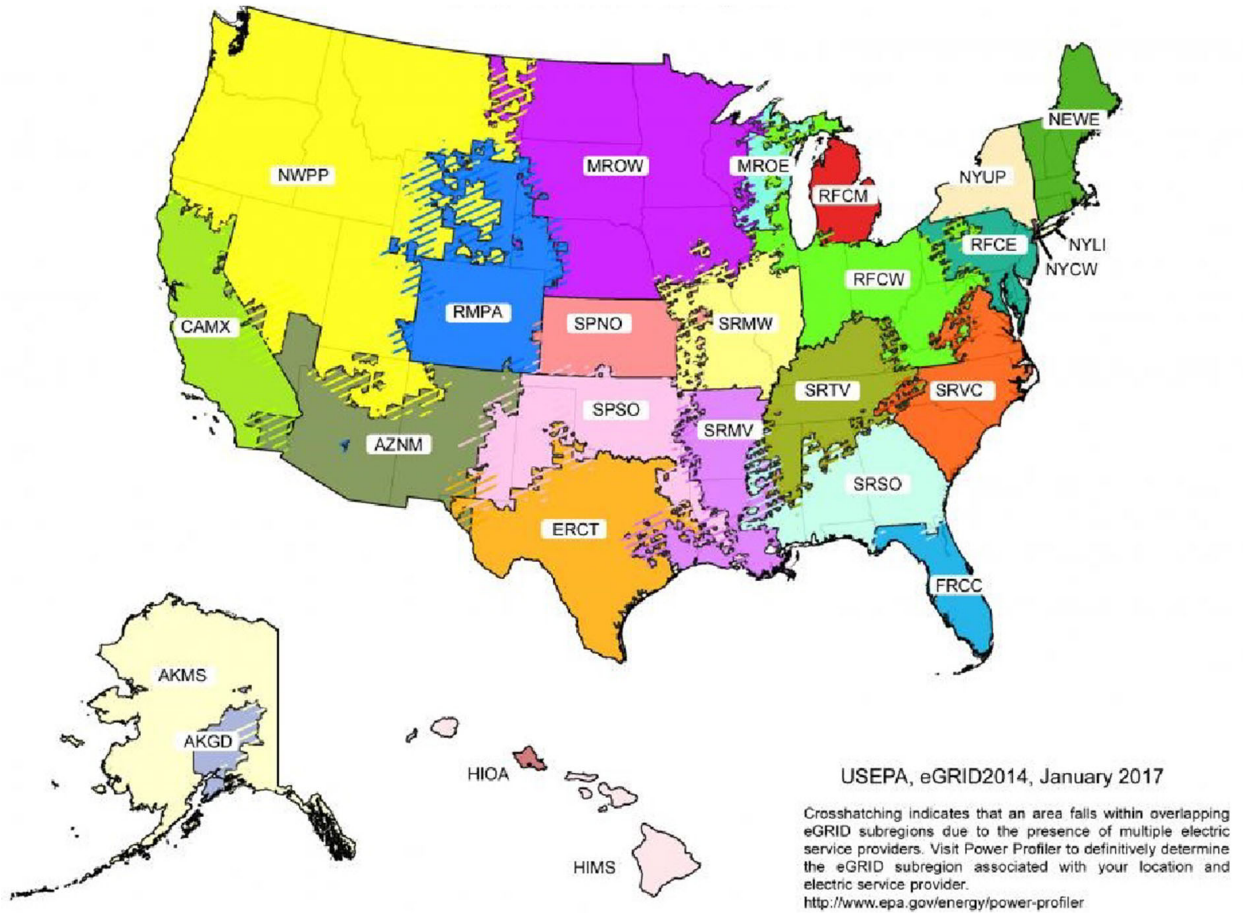 NEWE
NWPP
MROW
MROE
NYUP
RFCM
RFCE
NYLI
NYCW
RFCW
RMPA
CAMX
SPNO
SRMW
SRTV
SRVC
SPSO
SRMV
AZNM
SRSO
ERCT
FRCC
AKMS
AKGD
HIOA
HIMS
USEPA, eGRID2014, January 2017
Crosshatching indicates that an area falls within overlapping
eGRID subregions due to the presence of multiple electric
service providers. Visit Power Profiler to definitively determine
the eGRID subregion associated with your location and
electric service provider.
http://www.epa.gov/energy/power-profiler